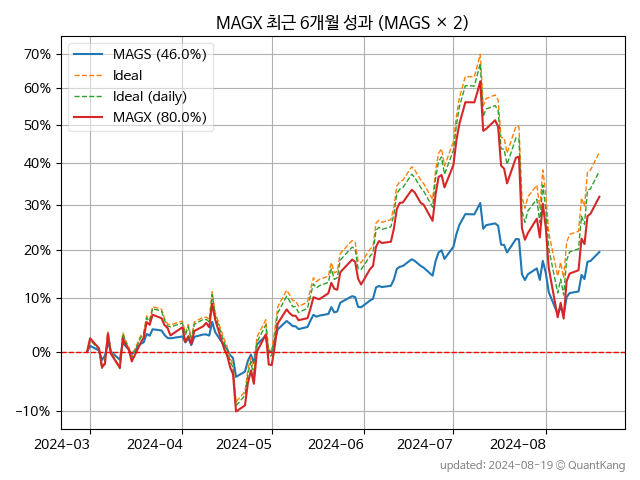 MAGX 최근 6개월 성과 (MAGS × 2)
MAGS (46.0%)
Ideal
Ideal (daily)
MAGX (80.0%)
70%
60%
50%
40%
30%
20%
10%
0%
−10%
2024-03
2024-04
2024-05
2024-06
2024-07
2024-08
updated: 2024-08-19 © QuantKang